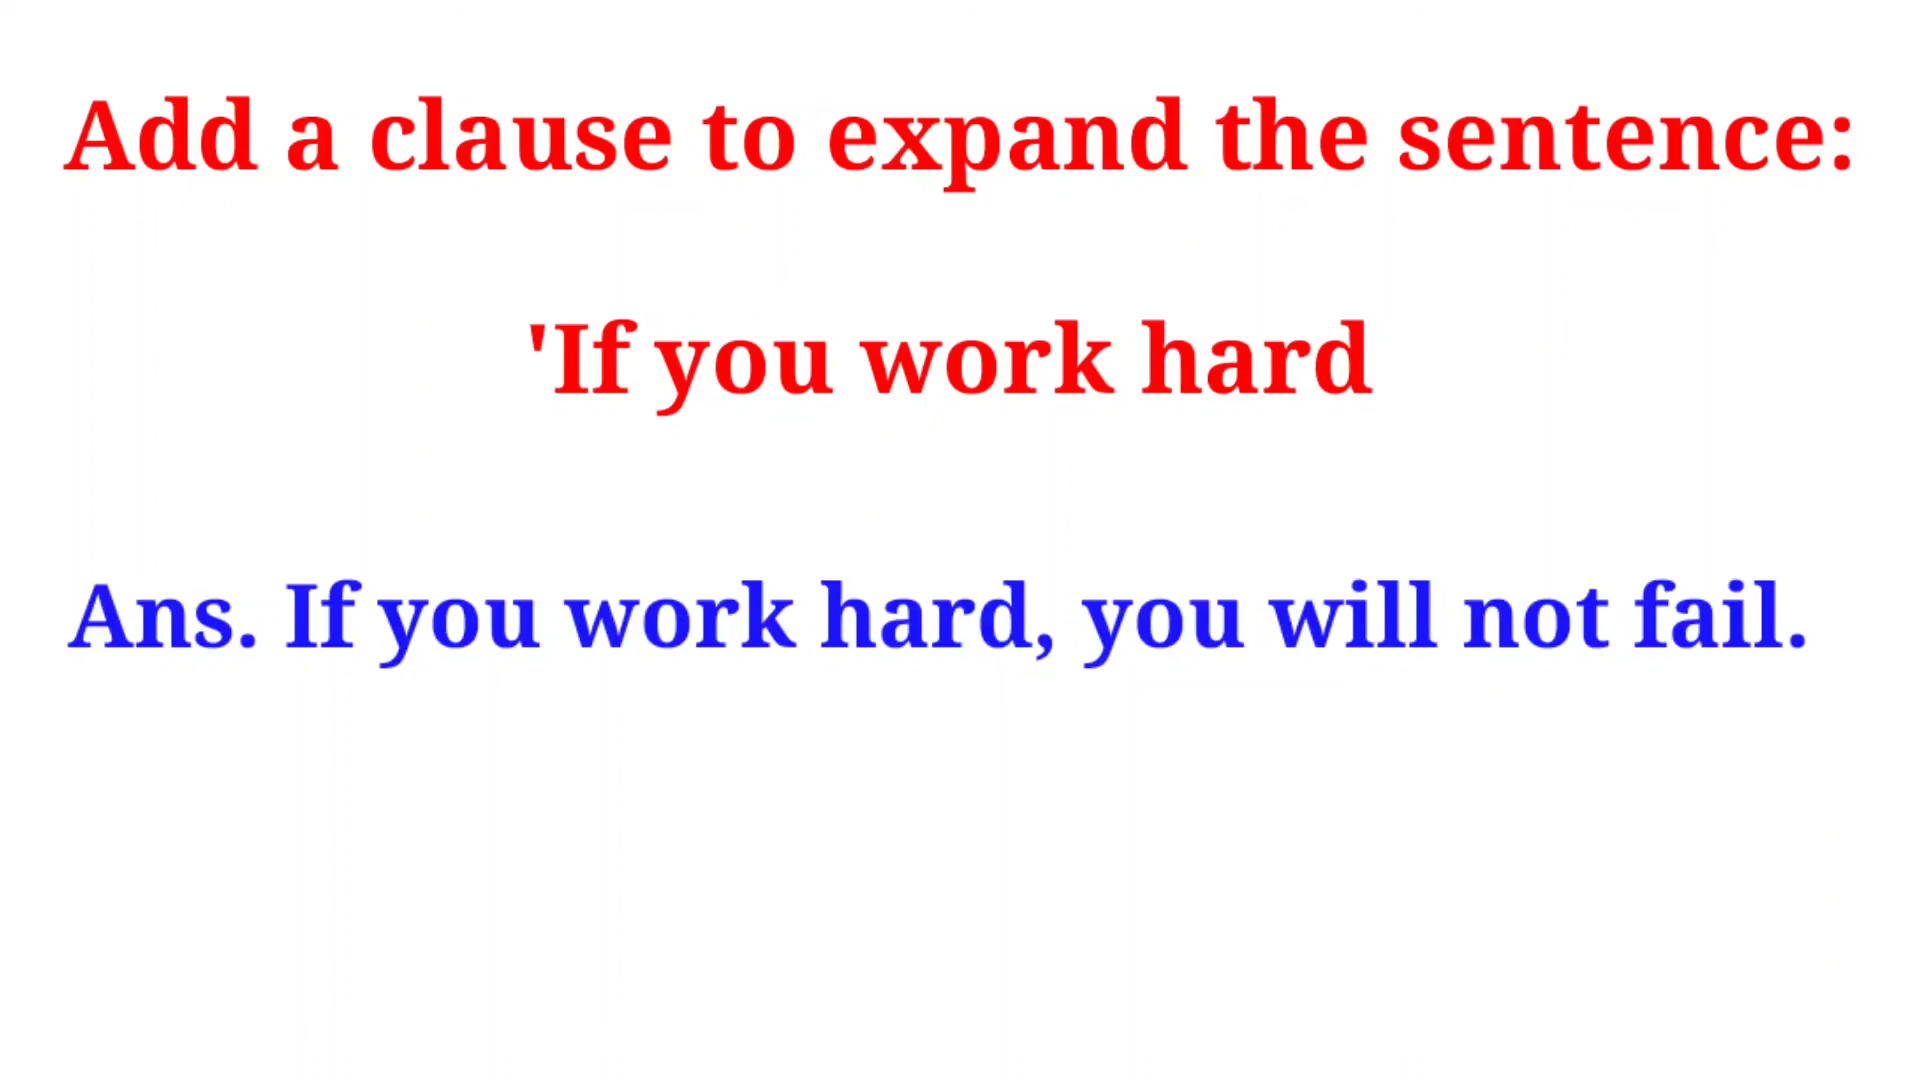 Add a clause to expand the sentence:
'If you work hard
Ans. If you work hard, you will not fail.